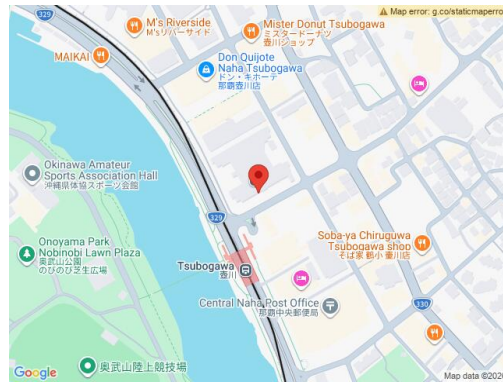 Map error: g.co/staticmaperro
329
M's Riverside
M'sリバーサイド
Mister Donut Tsubogawa
ミスタードーナツ
壺川ショップ
MAIKAI
Don Quijote
Naha Tsubogawa
ドン・キホーテ
那覇壺川店
Okinawa Amateur
Sports Association Hall
沖縄県体協スポーツ会館
329
Onoyama Park
Nobinobi Lawn Plaza
奥武山公園
のびのび芝生広場
Soba-ya Chiruguwa
Tsubogawa shop
そば家 鶴小 壷川店
Tsubogawa
壺川
Central Naha Post Office
那覇中央郵便局
330
奥武山陸上競技場
Google
Map data ©202